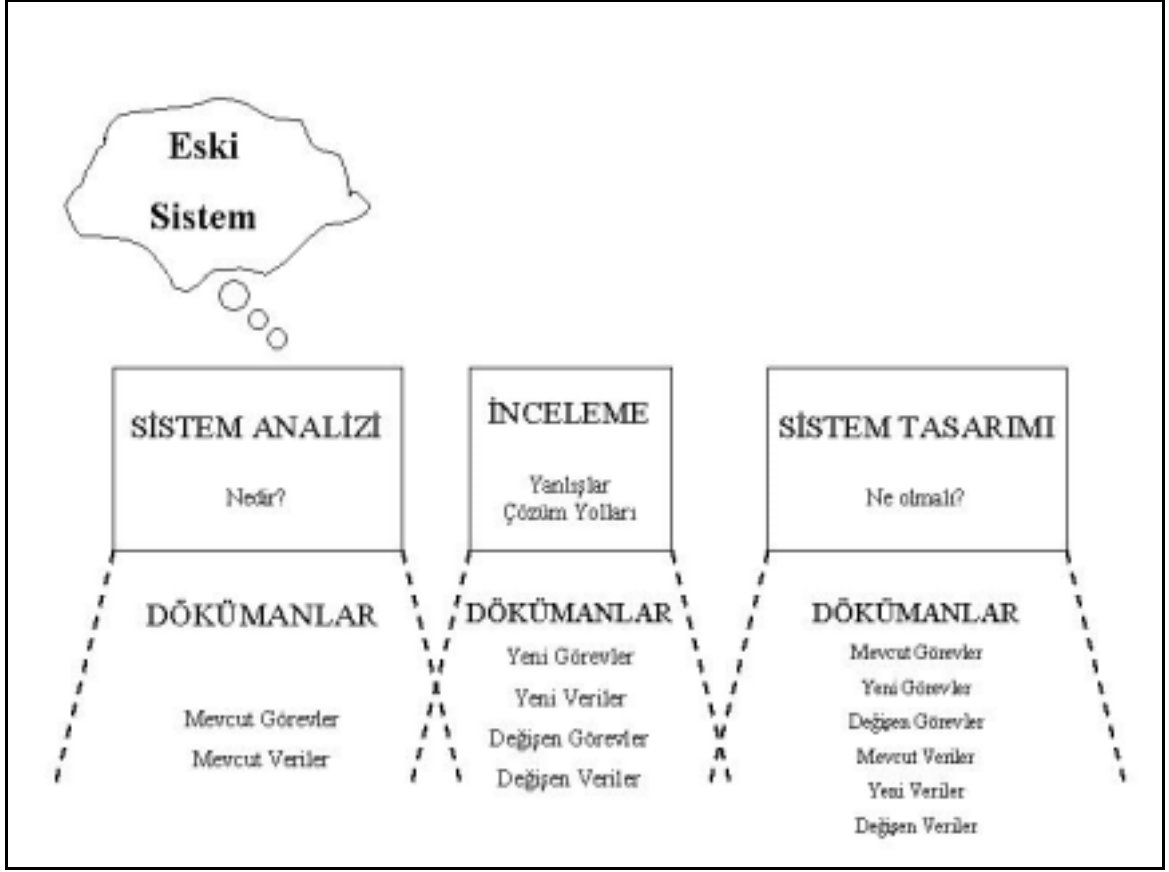 Eski
Sistem
SİSTEM ANALİZİ
Nedir?
DÖKÜMANLAR
Mevcut Görevler
Mevcut Veriler
İNCELEME
Yanlışlar
Çözüm Yolları
DÖKÜMANLAR
Yeni Görevler
Yeni Veriler
Değişen Görevler
Değişen Veriler
SİSTEM TASARIMI
Ne olmalı?
DÖKÜMANLAR
Mevcut Görevler
Yeni Görevler
Değişen Görevler
Mevcut Veriler
Yeni Veriler
Değişen Veriler